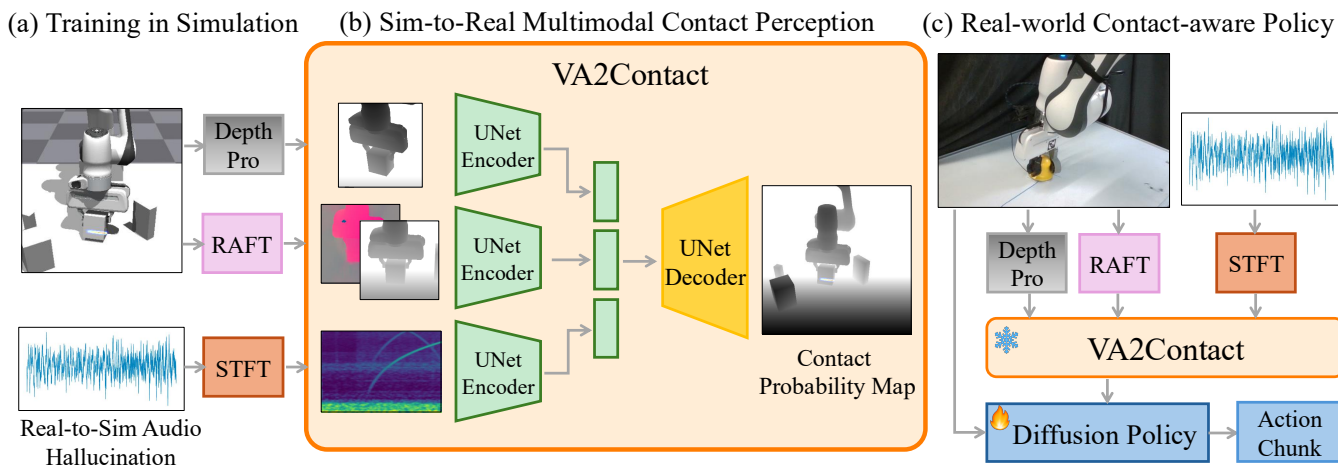 (a) Training in Simulation
Depth
Pro
RAFT
STFT
Real-to-Sim Audio
Hallucination
(b) Sim-to-Real Multimodal Contact Perception
VA2Contact
UNet
Encoder
UNet
Encoder
UNet
Encoder
UNet
Decoder
Contact
Probability Map
(c) Real-world Contact-aware Policy
Depth
Pro
RAFT
STFT
VA2Contact
Diffusion Policy
Action
Chunk